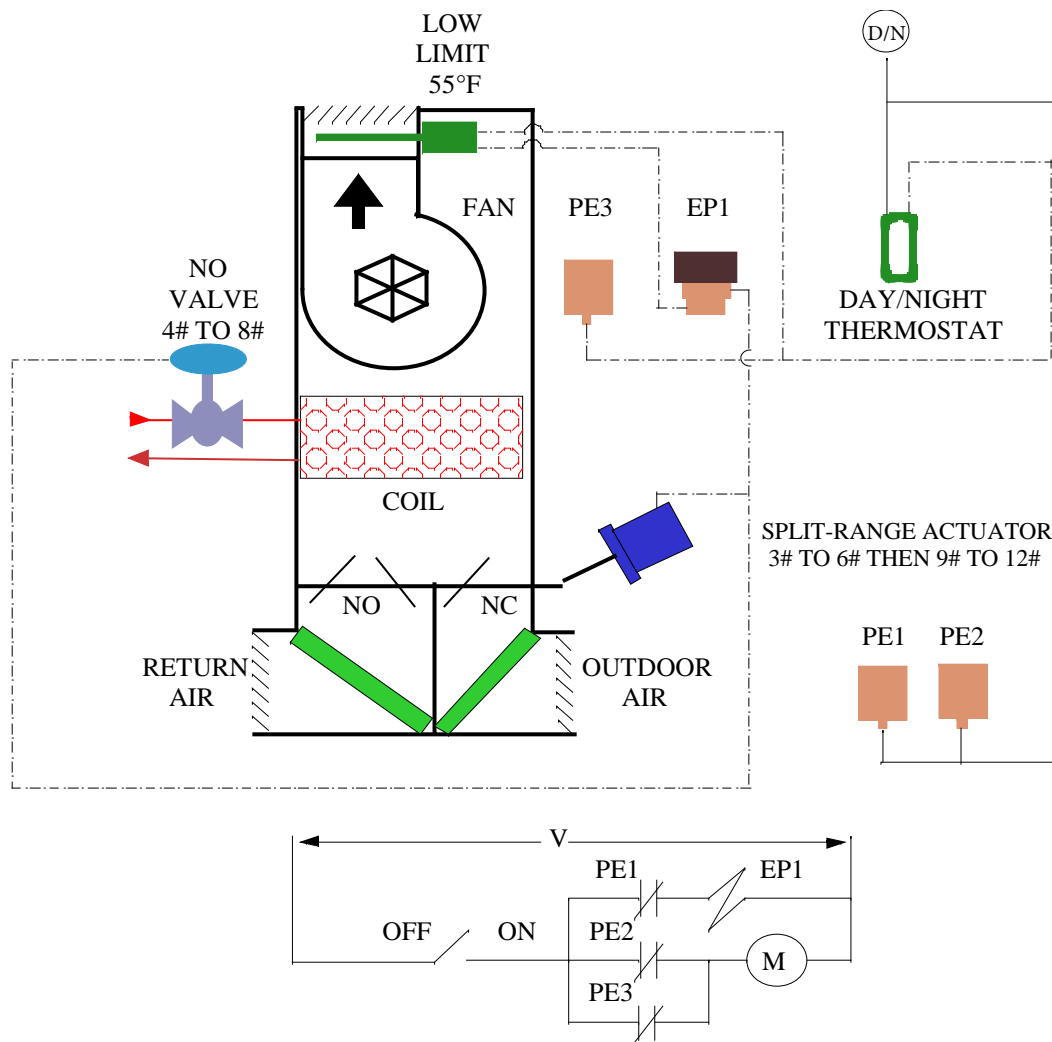 LOW
LIMIT
55°F
D/N
FAN
PE3
EP1
NO
VALVE
4# TO 8#
DAY/NIGHT
THERMOSTAT
COIL
SPLIT-RANGE ACTUATOR
3# TO 6# THEN 9# TO 12#
NO
NC
RETURN
AIR
OUTDOOR
AIR
PE1
PE2
V
PE1
EP1
OFF
ON
PE2
M
PE3